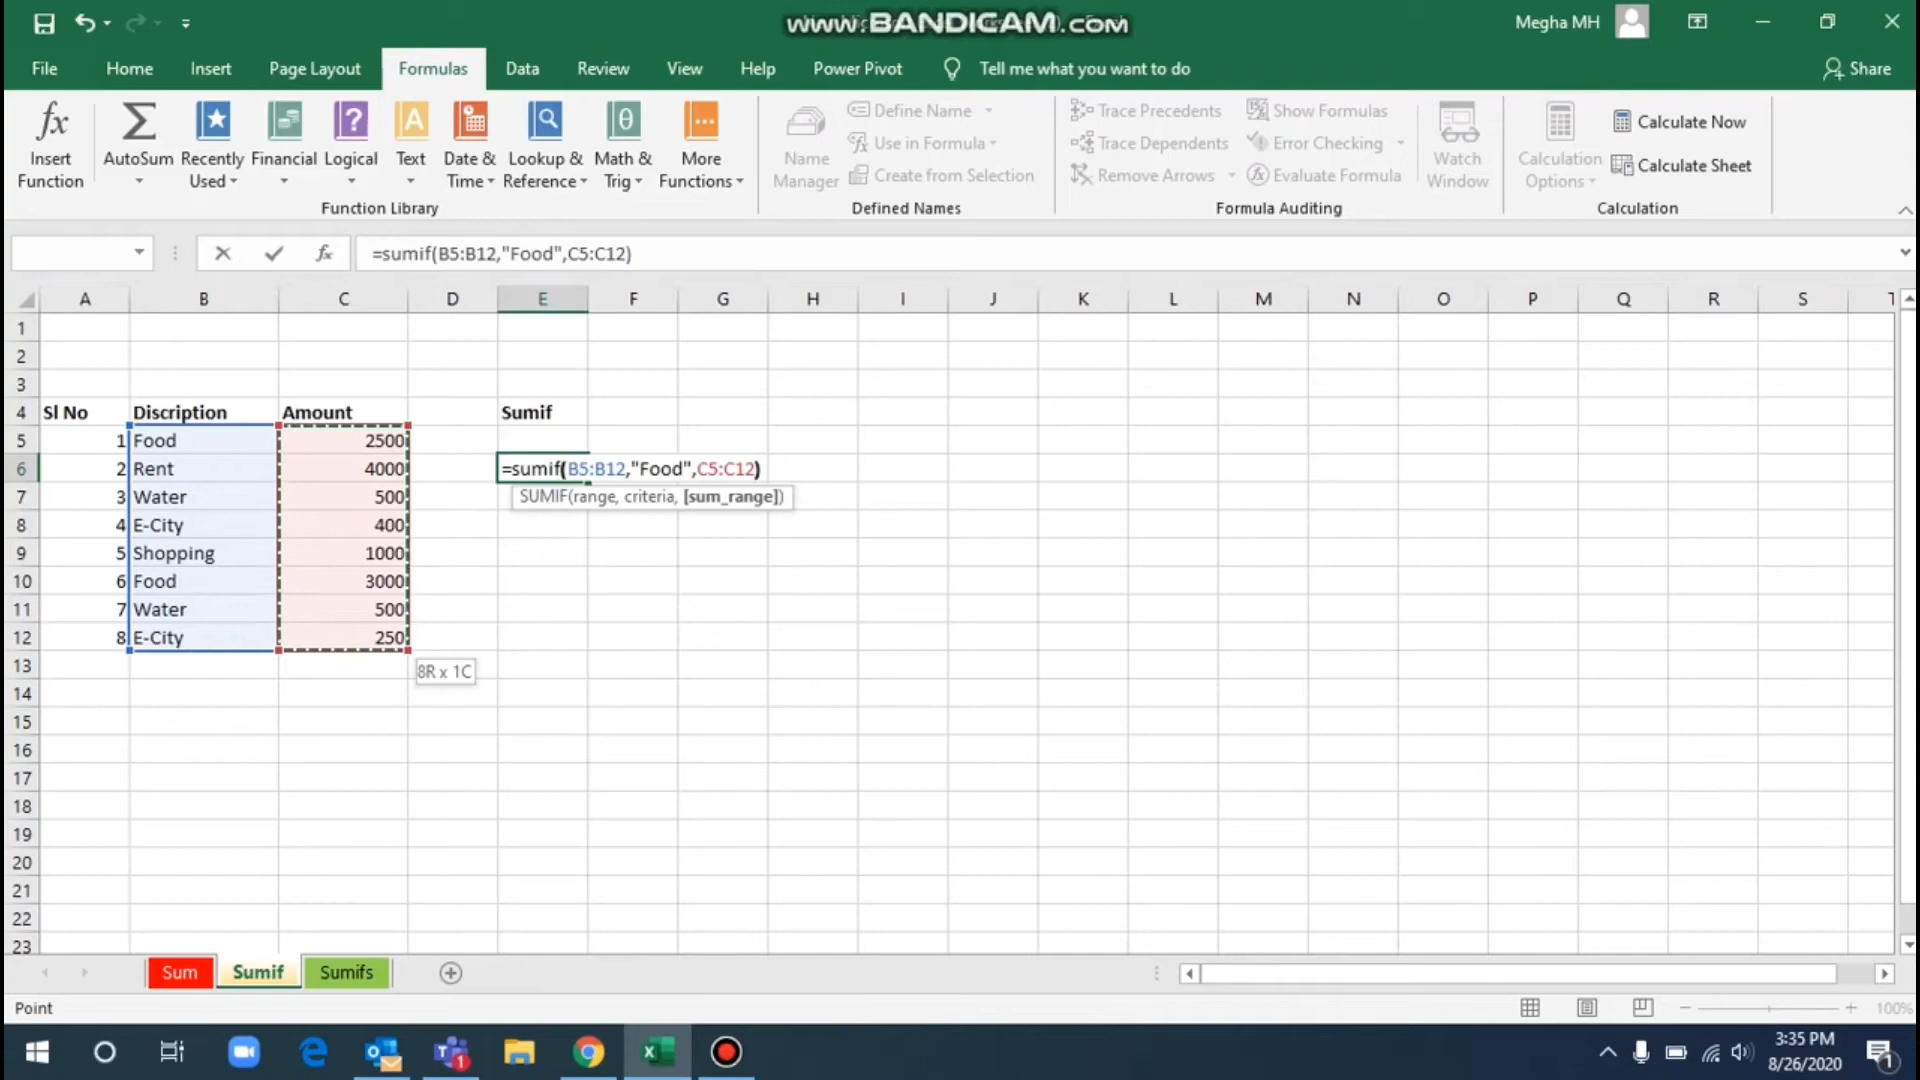 www.BANDICAM.com
Megha MH
File Home Insert Page Layout Formulas Data Review View Help Power Pivot Tell me what you want to do Share
fx Σ ★ A ? θ ...
Insert Function
AutoSum
Recently Used
Financial
Logical
Text
Date & Time
Lookup & Reference
Math & Trig
More Functions
Function Library
Name Manager
Define Name
Use in Formula
Create from Selection
Defined Names
Trace Precedents
Trace Dependents
Remove Arrows
Show Formulas
Error Checking
Evaluate Formula
Watch Window
Formula Auditing
Calculation Options
Calculate Now
Calculate Sheet
Calculation
fx =sumif(B5:B12,"Food",C5:C12)
A B C D E F G H I J K L M N O P Q R S T
1
2
3
4 Sl No Discription Amount Sumif
5 1 Food 2500
6 2 Rent 4000 =sumif(B5:B12,"Food",C5:C12)
7 3 Water 500 SUMIF(range, criteria, [sum_range])
8 4 E-City 400
9 5 Shopping 1000
10 6 Food 3000
11 7 Water 500
12 8 E-City 250
13 8R x 1C
14
15
16
17
18
19
20
21
22
23
Sum Sumif Sumifs
Point 100%
3:35 PM
8/26/2020
1
1